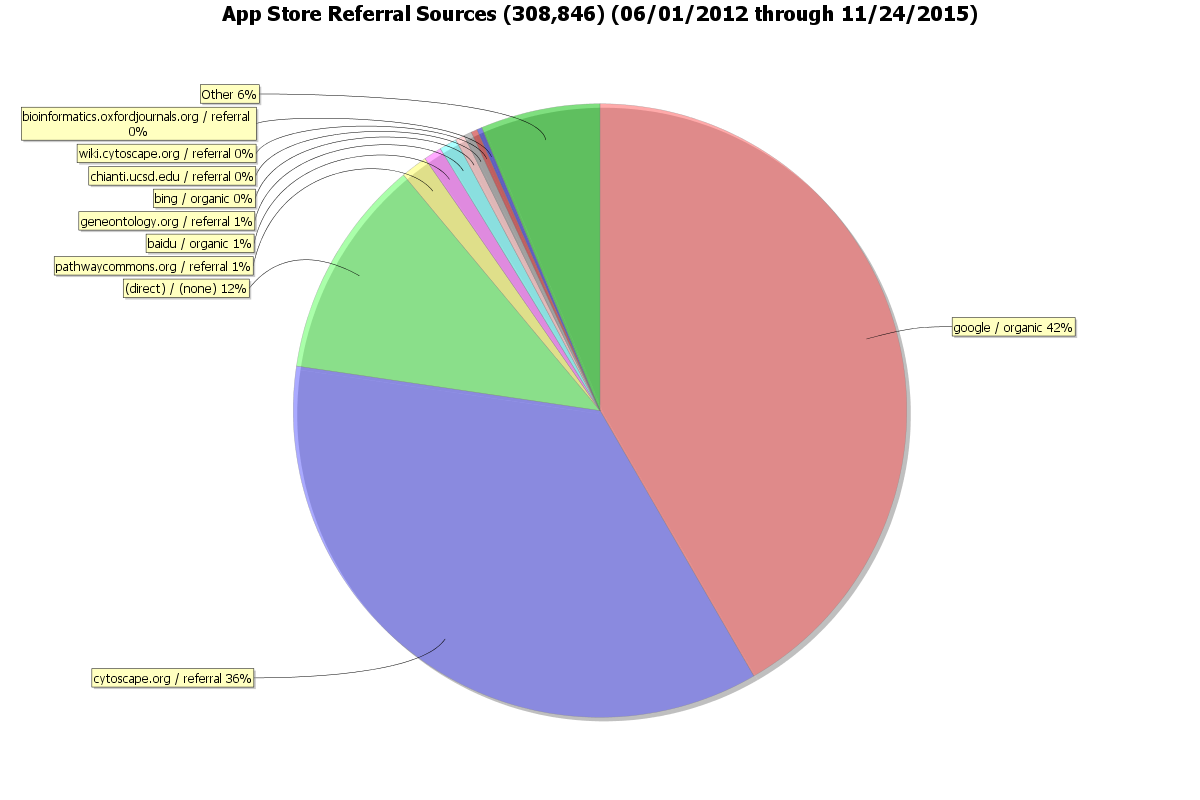 App Store Referral Sources (308,846) (06/01/2012 through 11/24/2015)
Other 6%
bioinformatics.oxfordjournals.org / referral
0%
wiki.cytoscape.org / referral 0%
chianti.ucsd.edu / referral 0%
bing / organic 0%
geneontology.org / referral 1%
baidu / organic 1%
pathwaycommons.org / referral 1%
(direct) / (none) 12%
google / organic 42%
cytoscape.org / referral 36%